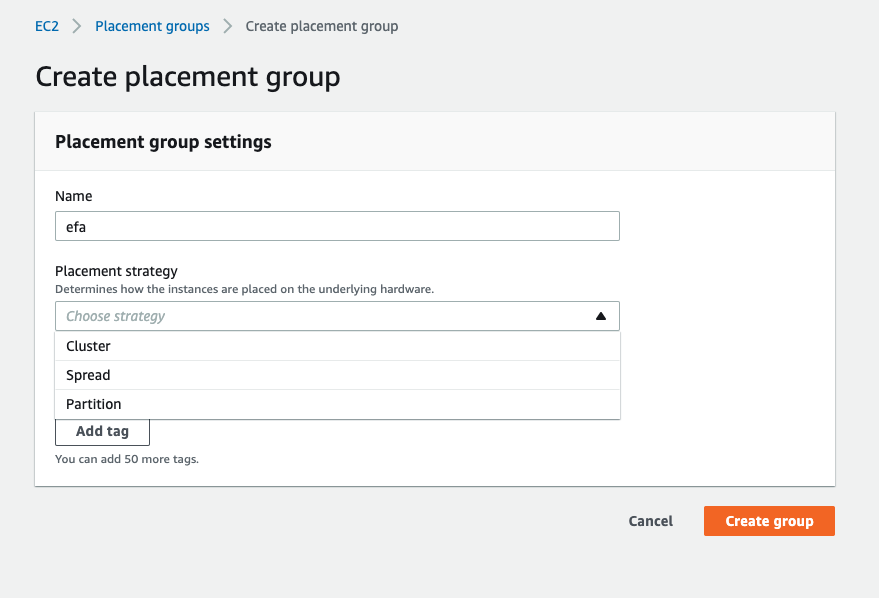 EC2 Placement groups Create placement group
Create placement group
Placement group settings
Name
efa
Placement strategy
Determines how the instances are placed on the underlying hardware.
Choose strategy
Cluster
Spread
Partition
Add tag
You can add 50 more tags.
Cancel Create group